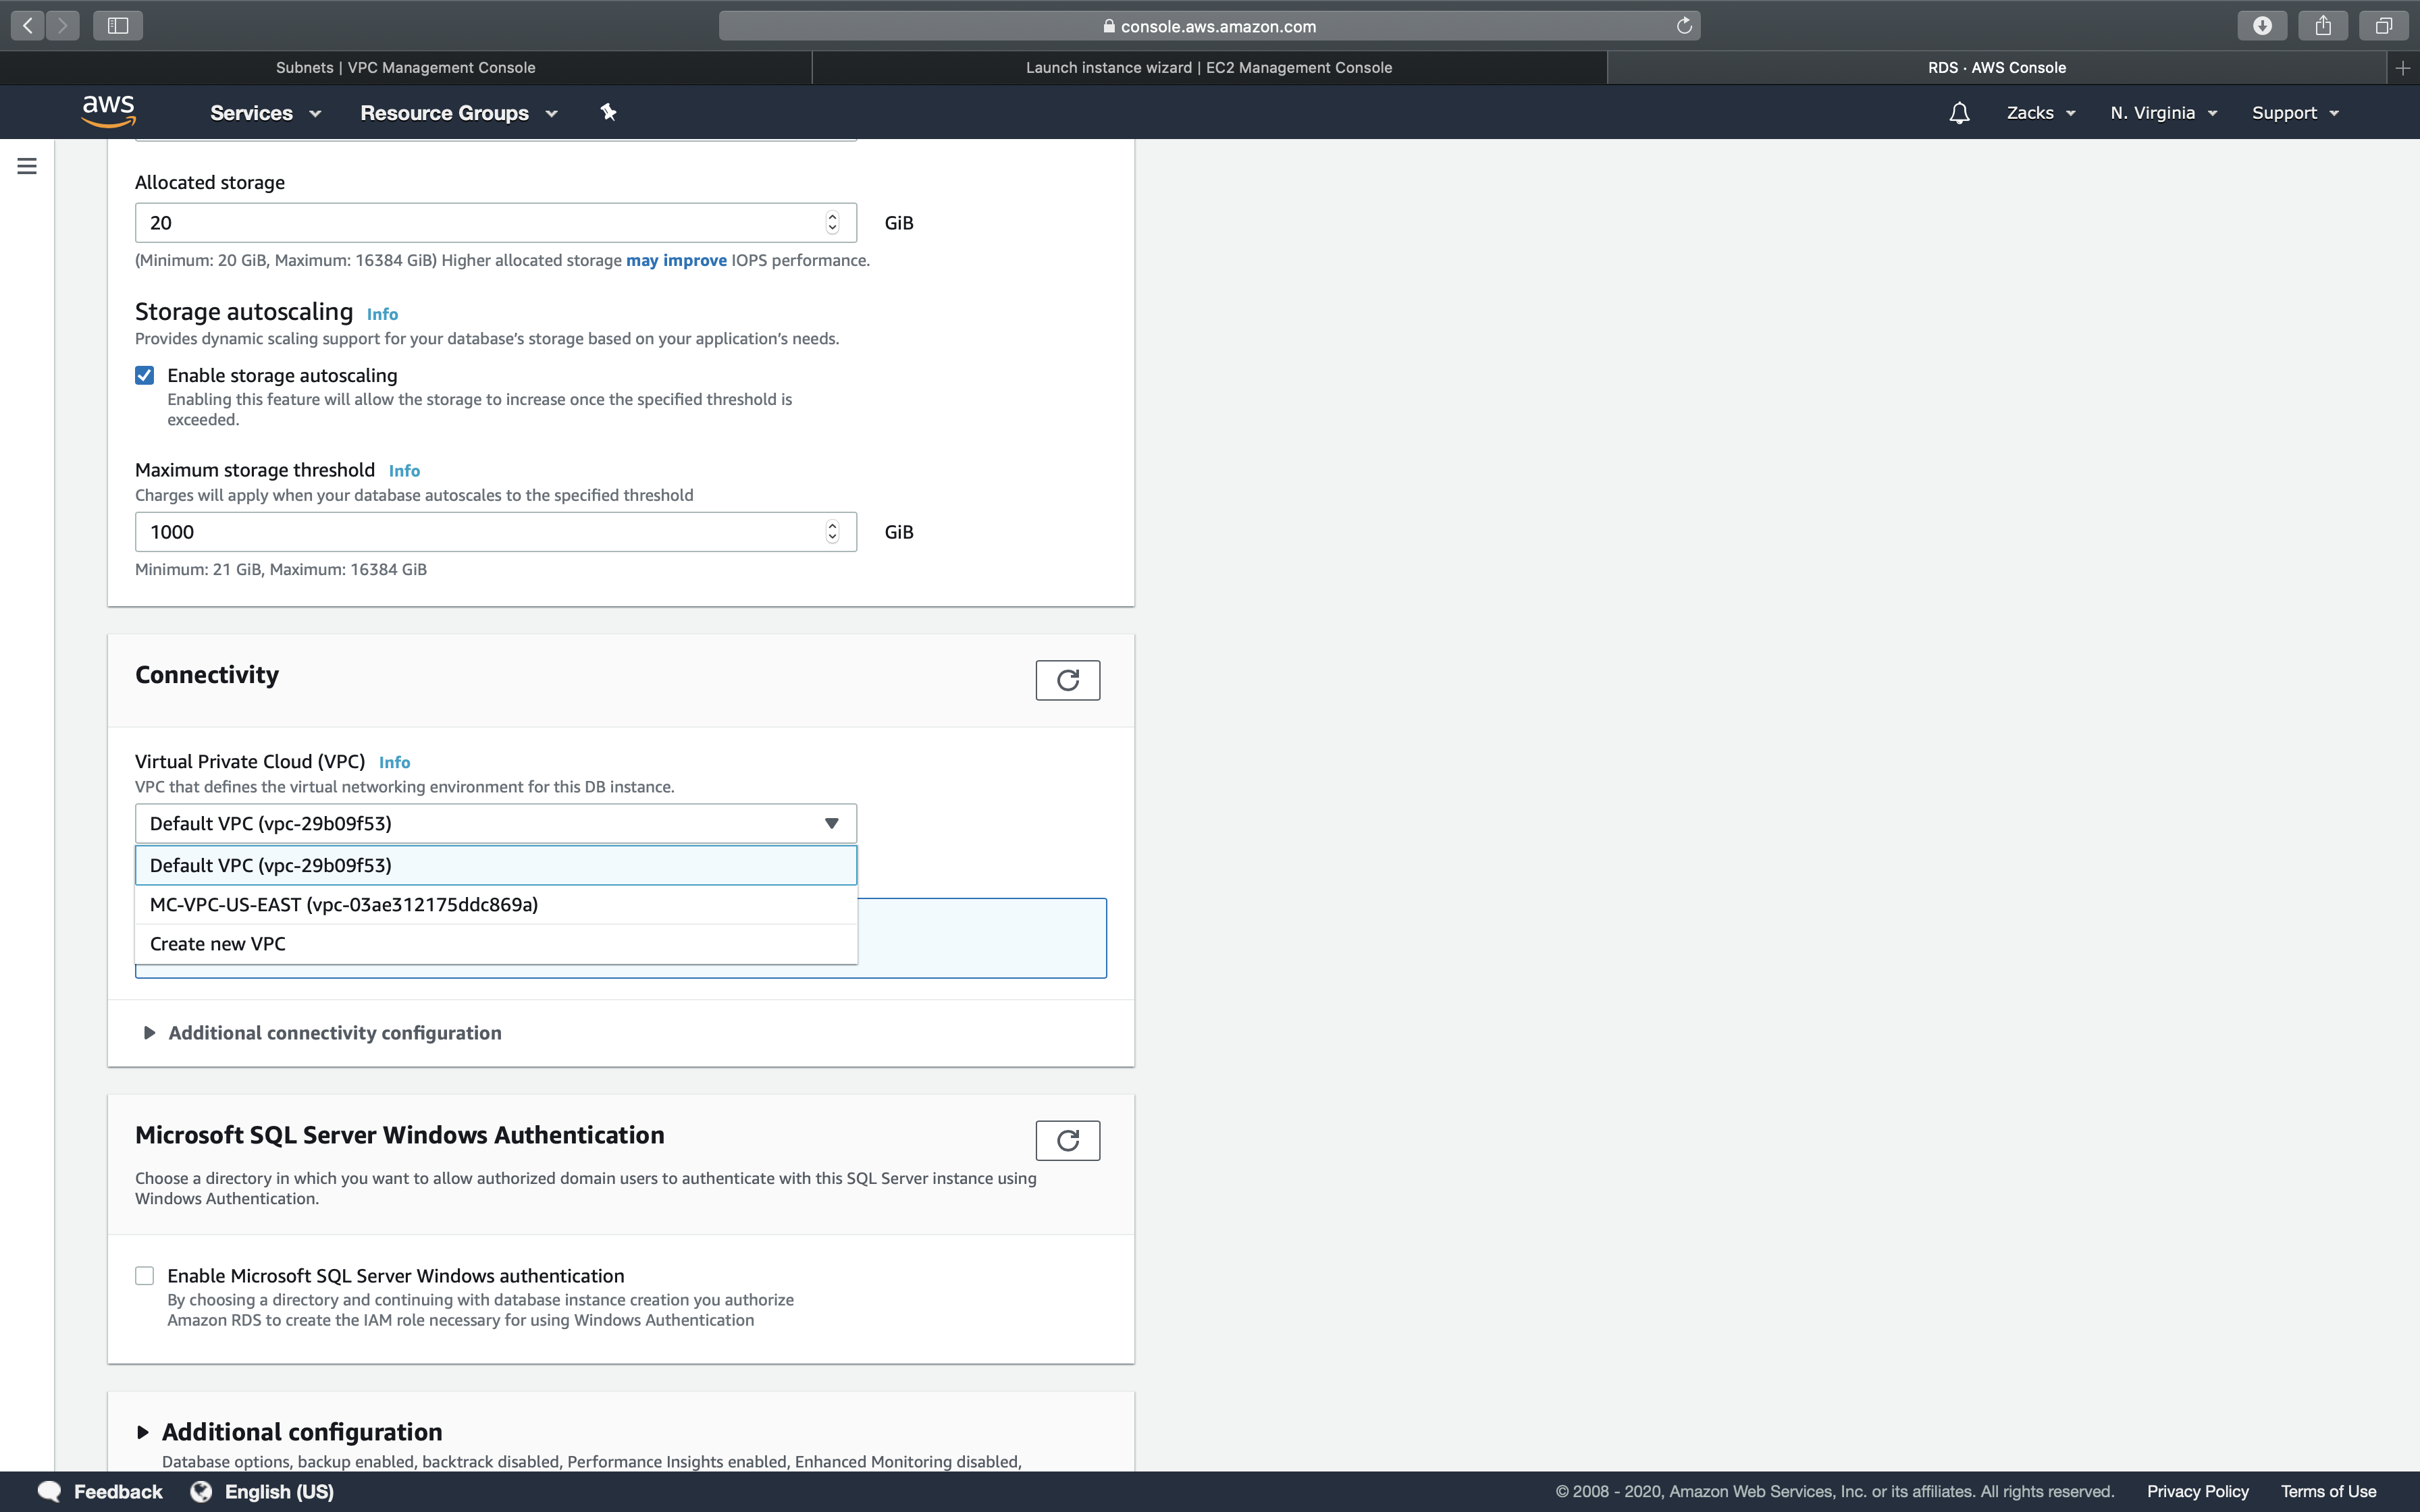 console.aws.amazon.com
Subnets | VPC Management Console
Launch instance wizard | EC2 Management Console
RDS · AWS Console
aws
Services
Resource Groups
Zacks
N. Virginia
Support
Allocated storage
20
GiB
(Minimum: 20 GiB, Maximum: 16384 GiB) Higher allocated storage may improve IOPS performance.
Storage autoscaling Info
Provides dynamic scaling support for your database's storage based on your application's needs.
Enable storage autoscaling
Enabling this feature will allow the storage to increase once the specified threshold is
exceeded.
Maximum storage threshold Info
Charges will apply when your database autoscales to the specified threshold
1000
GiB
Minimum: 21 GiB, Maximum: 16384 GiB
Connectivity
Virtual Private Cloud (VPC) Info
VPC that defines the virtual networking environment for this DB instance.
Default VPC (vpc-29b09f53)
Default VPC (vpc-29b09f53)
MC-VPC-US-EAST (vpc-03ae312175ddc869a)
Create new VPC
Additional connectivity configuration
Microsoft SQL Server Windows Authentication
Choose a directory in which you want to allow authorized domain users to authenticate with this SQL Server instance using
Windows Authentication.
Enable Microsoft SQL Server Windows authentication
By choosing a directory and continuing with database instance creation you authorize
Amazon RDS to create the IAM role necessary for using Windows Authentication
Additional configuration
Database options, backup enabled, backtrack disabled, Performance Insights enabled, Enhanced Monitoring disabled,
Feedback
English (US)
© 2008 - 2020, Amazon Web Services, Inc. or its affiliates. All rights reserved.
Privacy Policy
Terms of Use